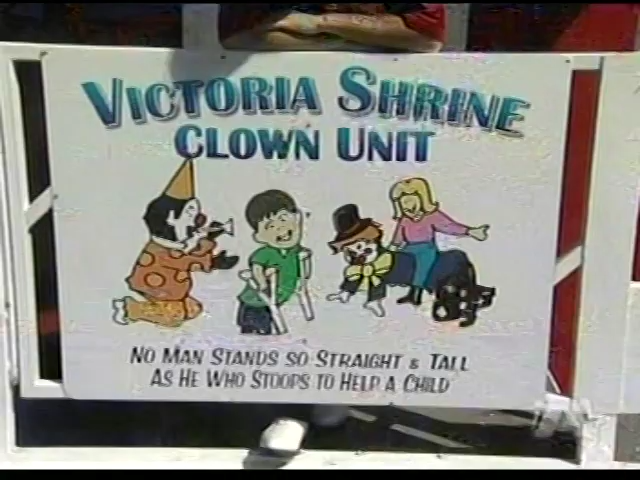 VICTORIA SHRINE
CLOWN UNIT
NO MAN STANDS SO STRAIGHT & TALL
AS HE WHO STOOPS TO HELP A CHILD